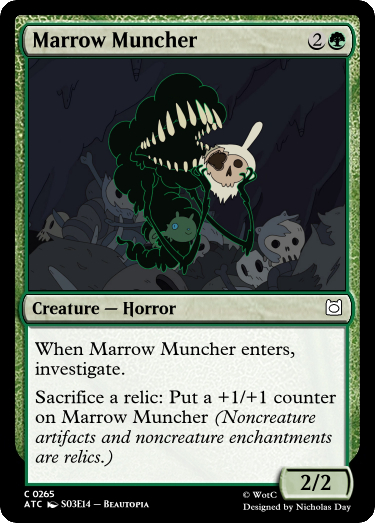 Marrow Muncher 2
Creature — Horror
When Marrow Muncher enters,
investigate.
Sacrifice a relic: Put a +1/+1 counter
on Marrow Muncher (Noncreature
artifacts and noncreature enchantments
are relics.)
2/2
C 0265
ATC S03E14 – Beautopia
© WotC
Designed by Nicholas Day